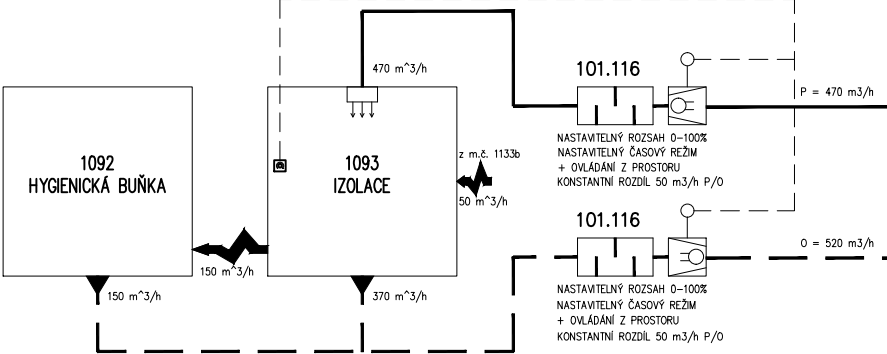 470 m^3/h
101.116
P = 470 m3/h
NASTAVITELNÝ ROZSAH 0-100%
NASTAVITELNÝ ČASOVÝ REŽIM
+ OVLÁDÁNÍ Z PROSTORU
KONSTANTNÍ ROZDÍL 50 m3/h P/O
1092
HYGIENICKÁ BUŇKA
1093
IZOLACE
z m.č. 1133b
50 m^3/h
150 m^3/h
101.116
O = 520 m3/h
150 m^3/h
370 m^3/h
NASTAVITELNÝ ROZSAH 0-100%
NASTAVITELNÝ ČASOVÝ REŽIM
+ OVLÁDÁNÍ Z PROSTORU
KONSTANTNÍ ROZDÍL 50 m3/h P/O